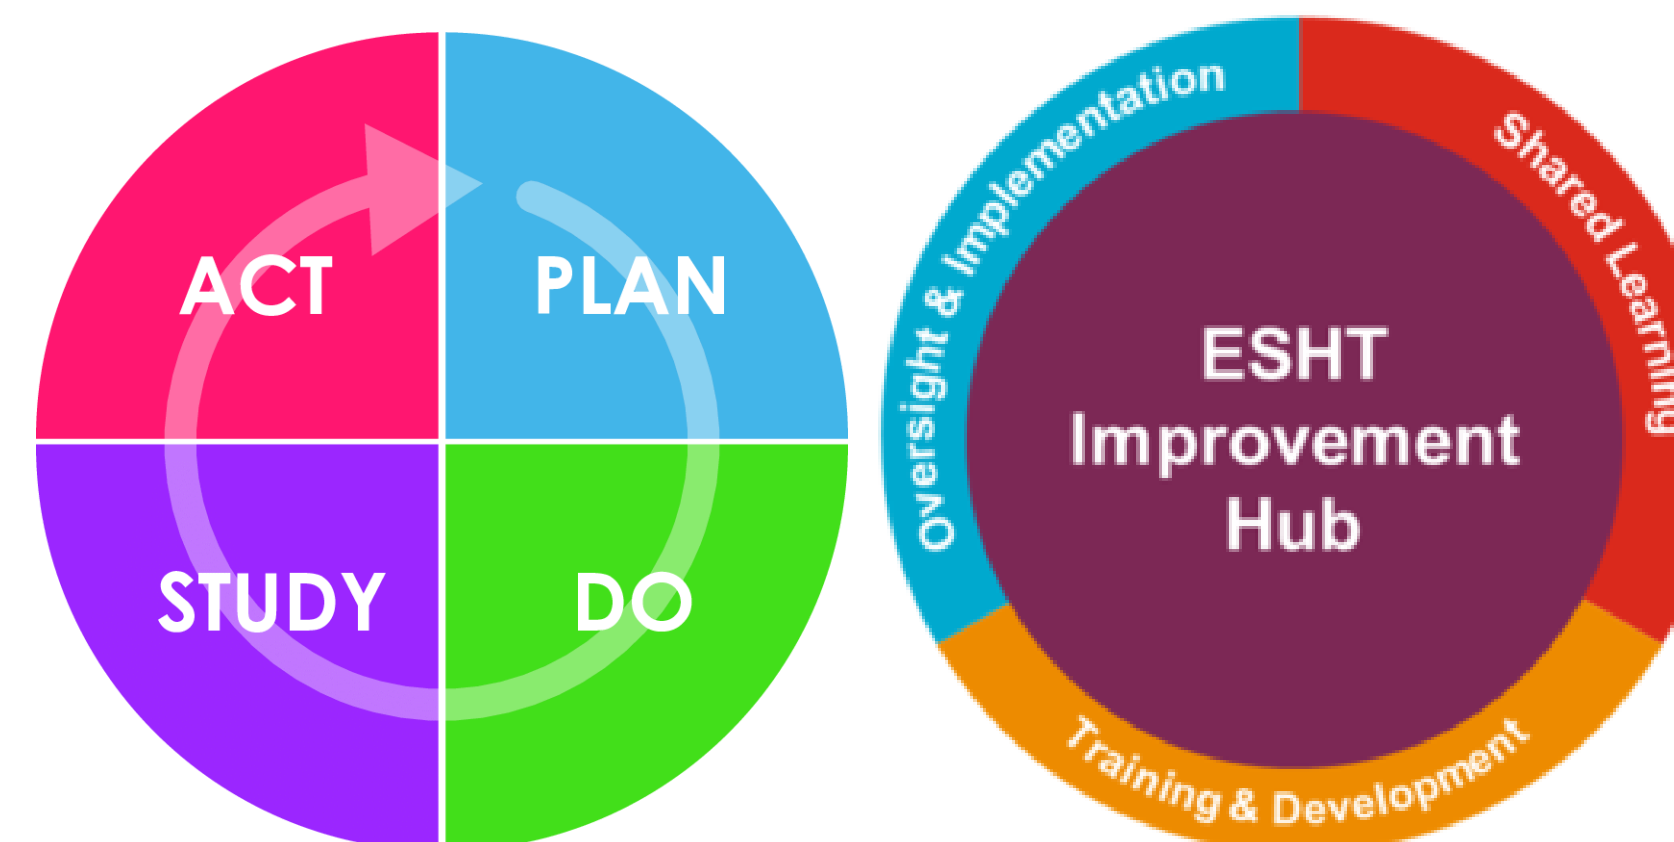 ACT
PLAN
STUDY
DO
Oversight & Implementation
Shared Learning
ESHT
Improvement
Hub
Training & Development